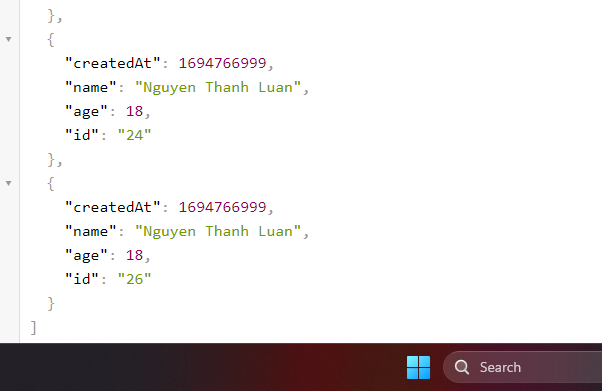 },
{
"createdAt": 1694766999,
"name": "Nguyen Thanh Luan",
"age": 18,
"id": "24"
},
{
"createdAt": 1694766999,
"name": "Nguyen Thanh Luan",
"age": 18,
"id": "26"
}
]
Search